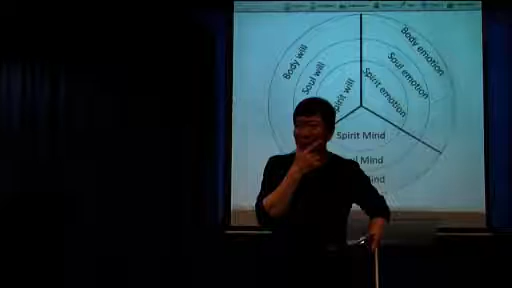 Body will
Soul will
Spirit will
Body emotion
Soul emotion
Spirit emotion
Spirit Mind
Mind